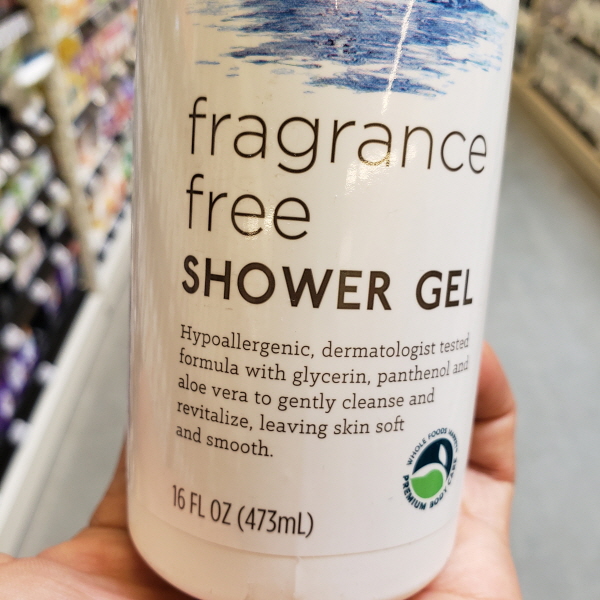 fragrance
free
SHOWER GEL
Hypoallergenic, dermatologist tested
formula with glycerin, panthenol and
aloe vera to gently cleanse and
revitalize, leaving skin soft
and smooth.
WHOLE FOODS MARKET
PREMIUM BODY CARE
16 FL OZ (473mL)